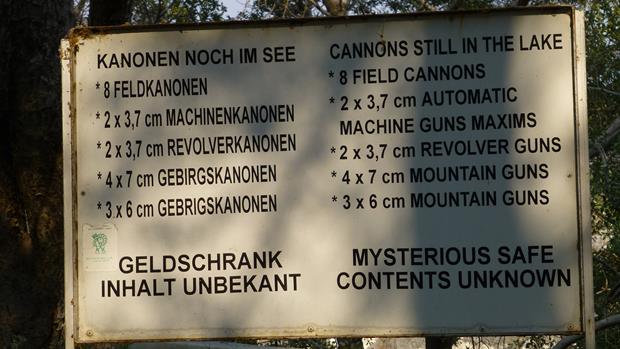 KANONEN NOCH IM SEE
* 8 FELDKANONEN
* 2 x 3,7 cm MACHINENKANONEN
* 2 x 3,7 cm REVOLVERKANONEN
* 4 x 7 cm GEBIRGSKANONEN
* 3 x 6 cm GEBRIGSKANONEN
GELDSCHRANK
INHALT UNBEKANT
CANNONS STILL IN THE LAKE
* 8 FIELD CANNONS
* 2 x 3,7 cm AUTOMATIC
MACHINE GUNS MAXIMS
* 2 x 3,7 cm REVOLVER GUNS
* 4 x 7 cm MOUNTAIN GUNS
* 3 x 6 cm MOUNTAIN GUNS
MYSTERIOUS SAFE
CONTENTS UNKNOWN